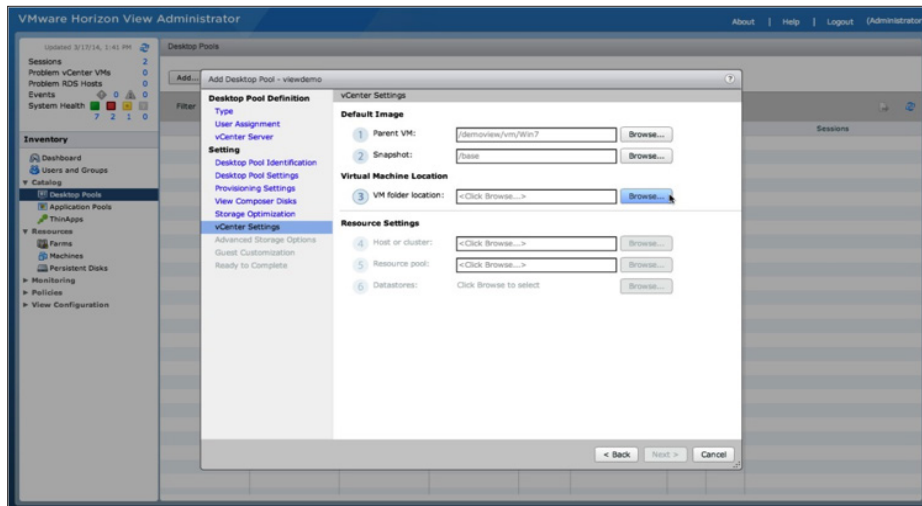 VMware Horizon View Administrator
About | Help | Logout (Administrator
Updated 3/17/14, 1:41 PM
Sessions 2
Problem vCenter VMs 0
Problem RDS Hosts 0
Events 0 0
System Health
7 2 1 0
Inventory
Dashboard
Users and Groups
Catalog
Desktop Pools
Application Pools
ThinApps
Resources
Farms
Machines
Persistent Disks
Monitoring
Policies
View Configuration
Desktop Pools
Add...
Filter
Sessions
Add Desktop Pool - viewdemo
?
Desktop Pool Definition
Type
User Assignment
vCenter Server
Setting
Desktop Pool Identification
Desktop Pool Settings
Provisioning Settings
View Composer Disks
Storage Optimization
vCenter Settings
Advanced Storage Options
Guest Customization
Ready to Complete
vCenter Settings
Default Image
1 Parent VM: /demoview/vm/Win7 Browse...
2 Snapshot: /base Browse...
Virtual Machine Location
3 VM folder location: <Click Browse...> Browse...
Resource Settings
4 Host or cluster: <Click Browse...> Browse...
5 Resource pool: <Click Browse...> Browse...
6 Datastores: Click Browse to select Browse...
< Back Next > Cancel